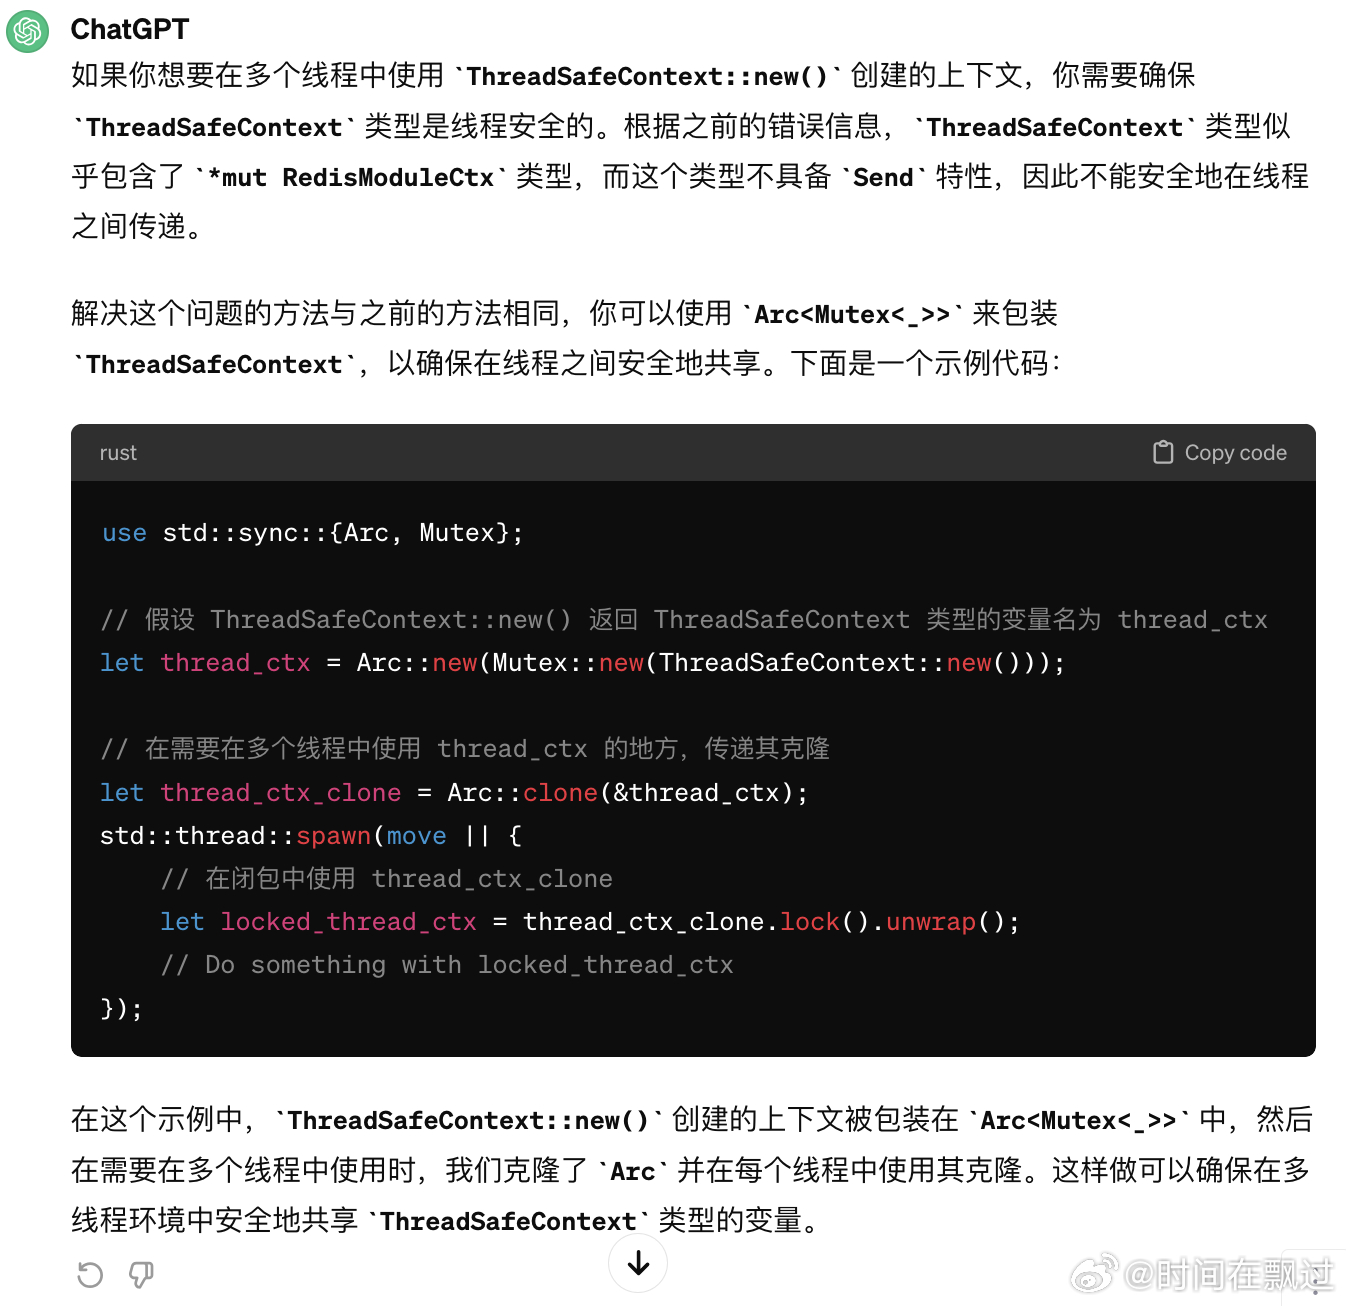 ChatGPT
如果你想要在多个线程中使用 `ThreadSafeContext::new()` 创建的上下文，你需要确保
`ThreadSafeContext` 类型是线程安全的。根据之前的错误信息，`ThreadSafeContext` 类型似
乎包含了 `*mut RedisModuleCtx` 类型，而这个类型不具备 `Send` 特性，因此不能安全地在线程
之间传递。
解决这个问题的方法与之前的方法相同，你可以使用 `Arc<Mutex<_>>` 来包装
`ThreadSafeContext`，以确保在线程之间安全地共享。下面是一个示例代码：
rust
Copy code
use std::sync::{Arc, Mutex};
// 假设 ThreadSafeContext::new() 返回 ThreadSafeContext 类型的变量名为 thread_ctx
let thread_ctx = Arc::new(Mutex::new(ThreadSafeContext::new()));
// 在需要在多个线程中使用 thread_ctx 的地方，传递其克隆
let thread_ctx_clone = Arc::clone(&thread_ctx);
std::thread::spawn(move || {
    // 在闭包中使用 thread_ctx_clone
    let locked_thread_ctx = thread_ctx_clone.lock().unwrap();
    // Do something with locked_thread_ctx
});
在这个示例中，`ThreadSafeContext::new()` 创建的上下文被包装在 `Arc<Mutex<_>>` 中，然后
在需要在多个线程中使用时，我们克隆了 `Arc` 并在每个线程中使用其克隆。这样做可以确保在多
线程环境中安全地共享 `ThreadSafeContext` 类型的变量。
@时间在飘过